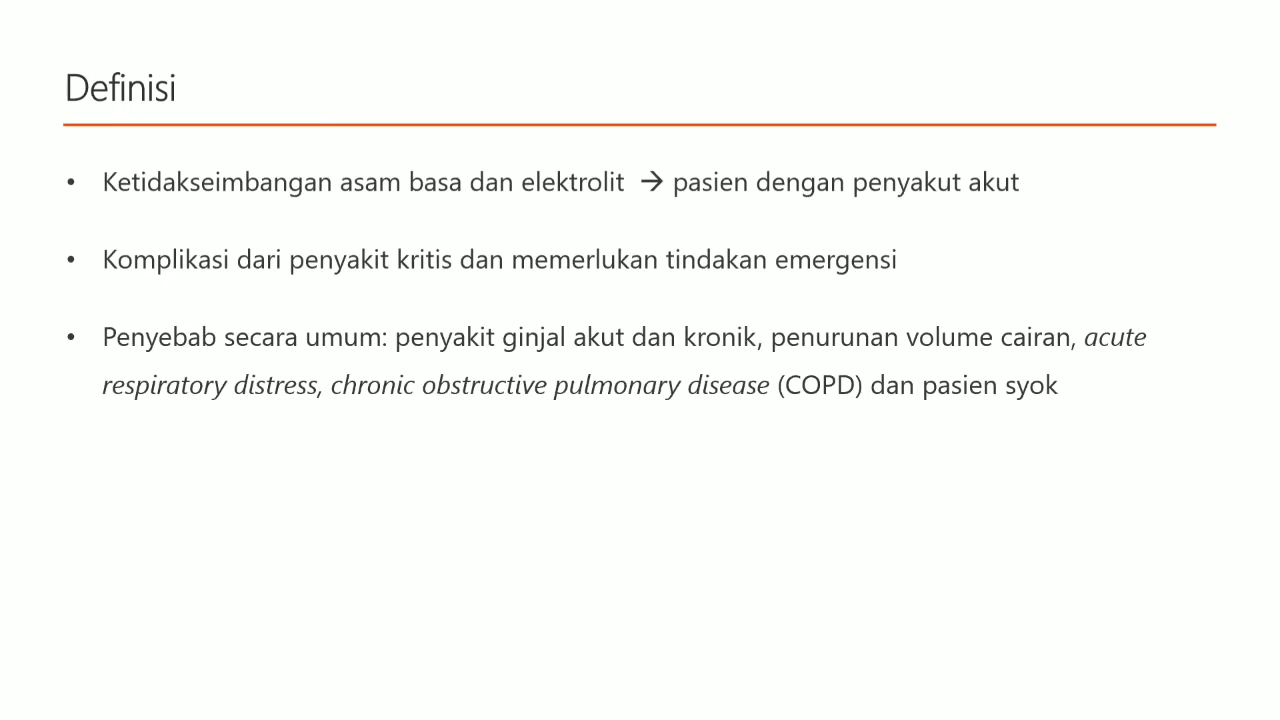 Definisi
• Ketidakseimbangan asam basa dan elektrolit → pasien dengan penyakut akut
• Komplikasi dari penyakit kritis dan memerlukan tindakan emergensi
• Penyebab secara umum: penyakit ginjal akut dan kronik, penurunan volume cairan, acute
respiratory distress, chronic obstructive pulmonary disease (COPD) dan pasien syok